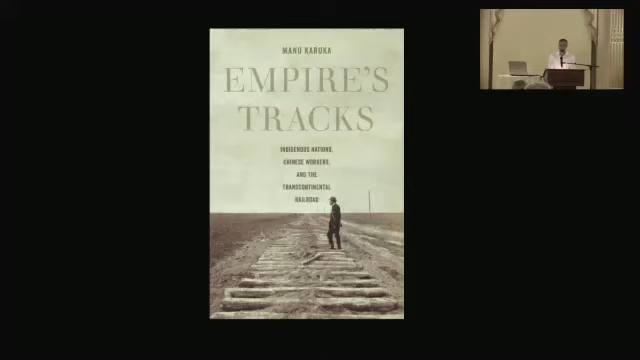 MANU KARUKA
EMPIRE'S
TRACKS
INDIGENOUS NATIONS,
CHINESE WORKERS,
AND THE
TRANSCONTINENTAL
RAILROAD